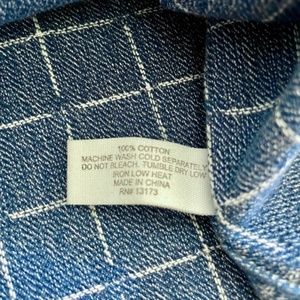 100% COTTON
MACHINE WASH COLD SEPARATELY
DO NOT BLEACH. TUMBLE DRY LOW
IRON LOW HEAT
MADE IN CHINA
RN# 13173